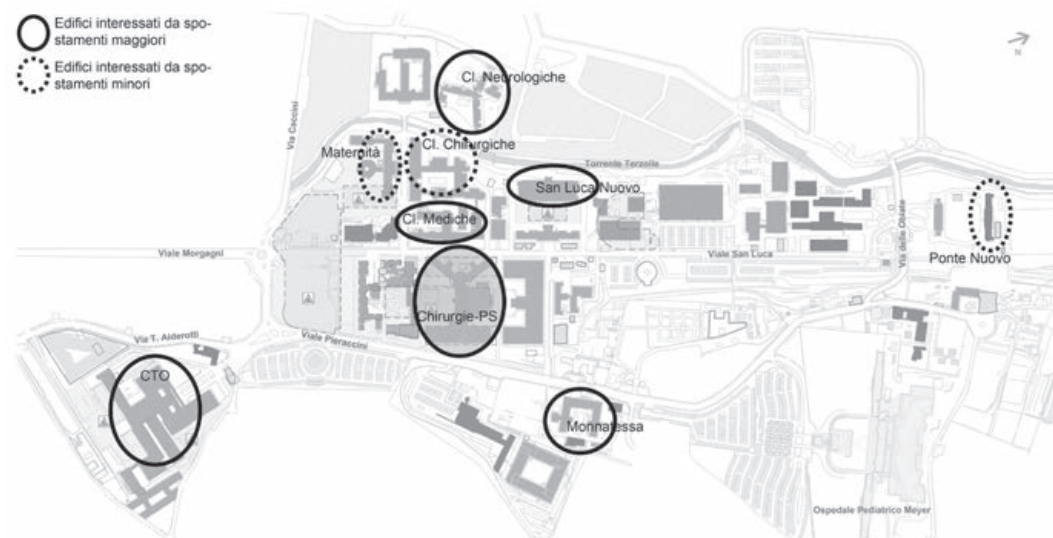 Edifici interessati da spo-
stamenti maggiori
Edifici interessati da spo-
stamenti minori
N
Cl. Neurologiche
Via Caccini
Maternità
Cl. Chirurgiche
Torrente Terzolle
San Luca Nuovo
Cl. Mediche
Viale Morgagni
Viale San Luca
Via delle Oblate
Ponte Nuovo
Chirurgie-PS
Via T. Alderotti
Viale Pieraccini
CTO
Monnatessa
Ospedale Pediatrico Meyer